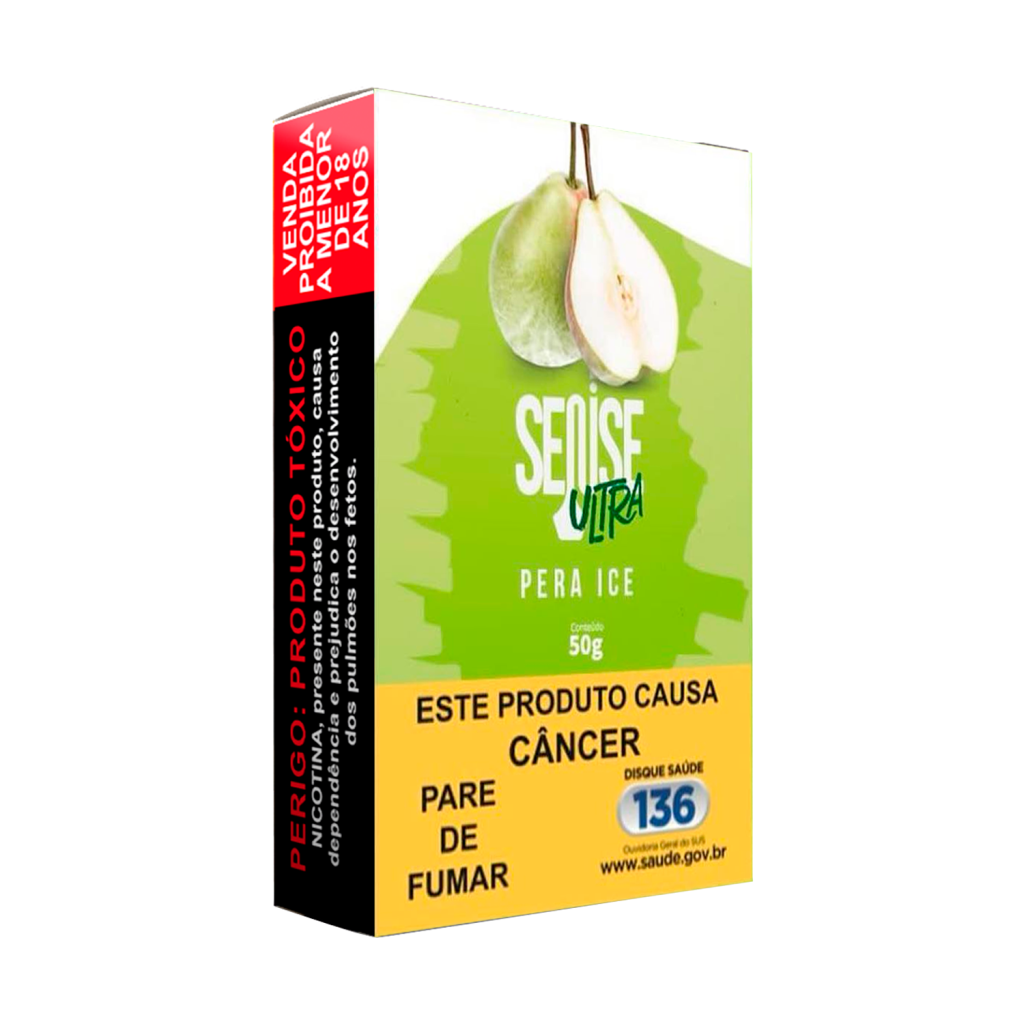 VENDA
PROIBIDA
A MENOR
DE 18
ANOS
PERIGO: PRODUTO TÓXICO
NICOTINA, presente neste produto, causa
dependência e prejudica o desenvolvimento
dos pulmões nos fetos.
SENISE
ULTRA
PERA ICE
Conteúdo
50g
ESTE PRODUTO CAUSA
CÂNCER
PARE
DE
FUMAR
DISQUE SAÚDE
136
Ouvidoria Geral do SUS
www.saude.gov.br